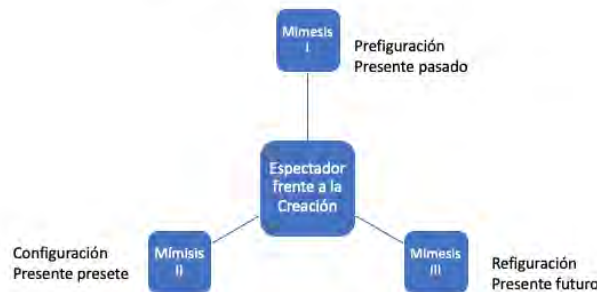 Mimesis
I
Prefiguración
Presente pasado
Espectador
frente a la
Creación
Configuración
Presente presete
Mímisis
II
Mimesis
III
Refiguración
Presente futuro